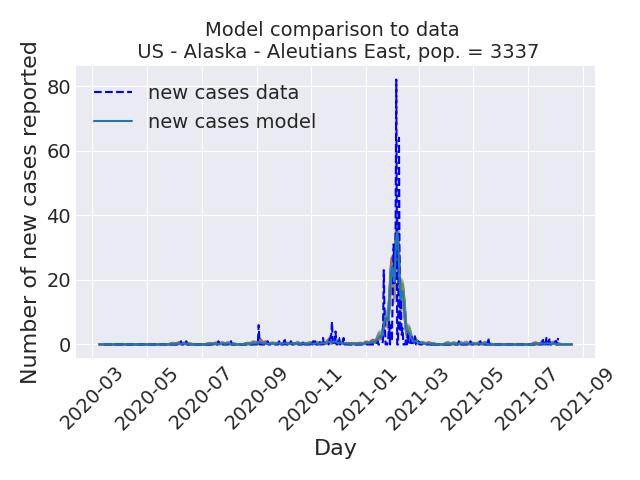 Model comparison to data
US - Alaska - Aleutians East, pop. = 3337
Number of new cases reported
80
60
40
20
0
new cases data
new cases model
2020-03
2020-05
2020-07
2020-09
2020-11
2021-01
2021-03
2021-05
2021-07
2021-09
Day